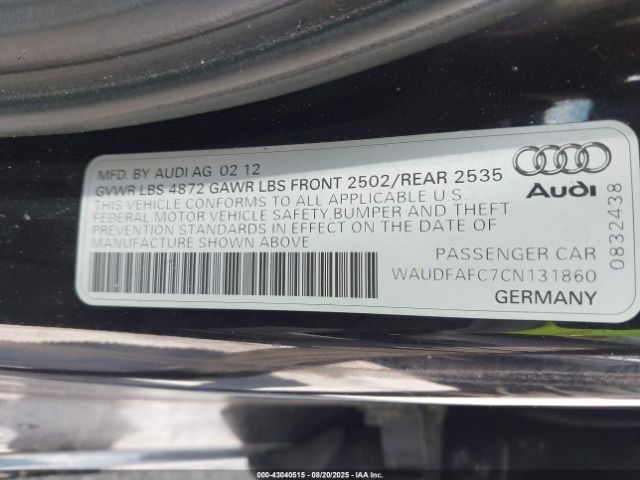 MFD. BY AUDI AG 02 12
GVWR LBS 4872 GAWR LBS FRONT 2502/REAR 2535
THIS VEHICLE CONFORMS TO ALL APPLICABLE U.S
FEDERAL MOTOR VEHICLE SAFETY,BUMPER AND THEFT
PREVENTION STANDARDS IN EFFECT ON THE DATE OF
MANUFACTURE SHOWN ABOVE
Audi
0832438
PASSENGER CAR
WAUDFAFC7CN131860
GERMANY
000-43040515 - 08/20/2025 - IAAI.com